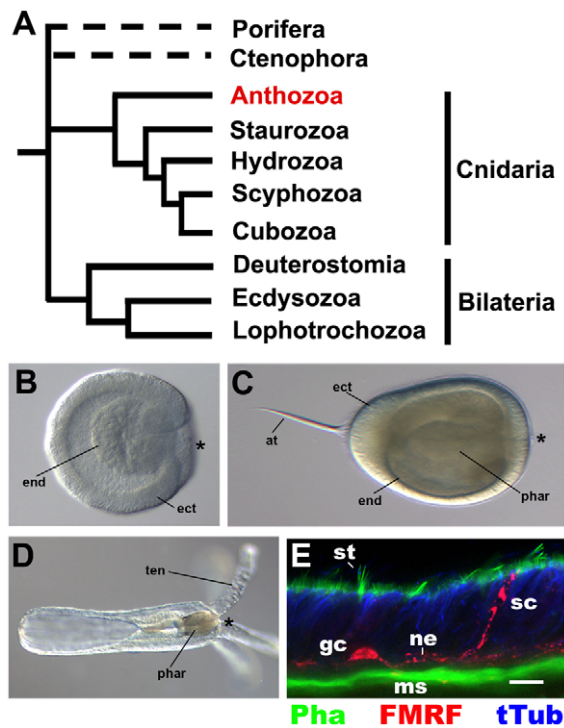 A
Porifera
Ctenophora
Anthozoa
Staurozoa
Hydrozoa
Scyphozoa
Cubozoa
Cnidaria
Deuterostomia
Ecdysozoa
Lophotrochozoa
Bilateria
B
end
ect
*
C
ect
at
end
phar
*
D
ten
*
phar
E
st
sc
gc
ne
ms
Pha FMRF tTub